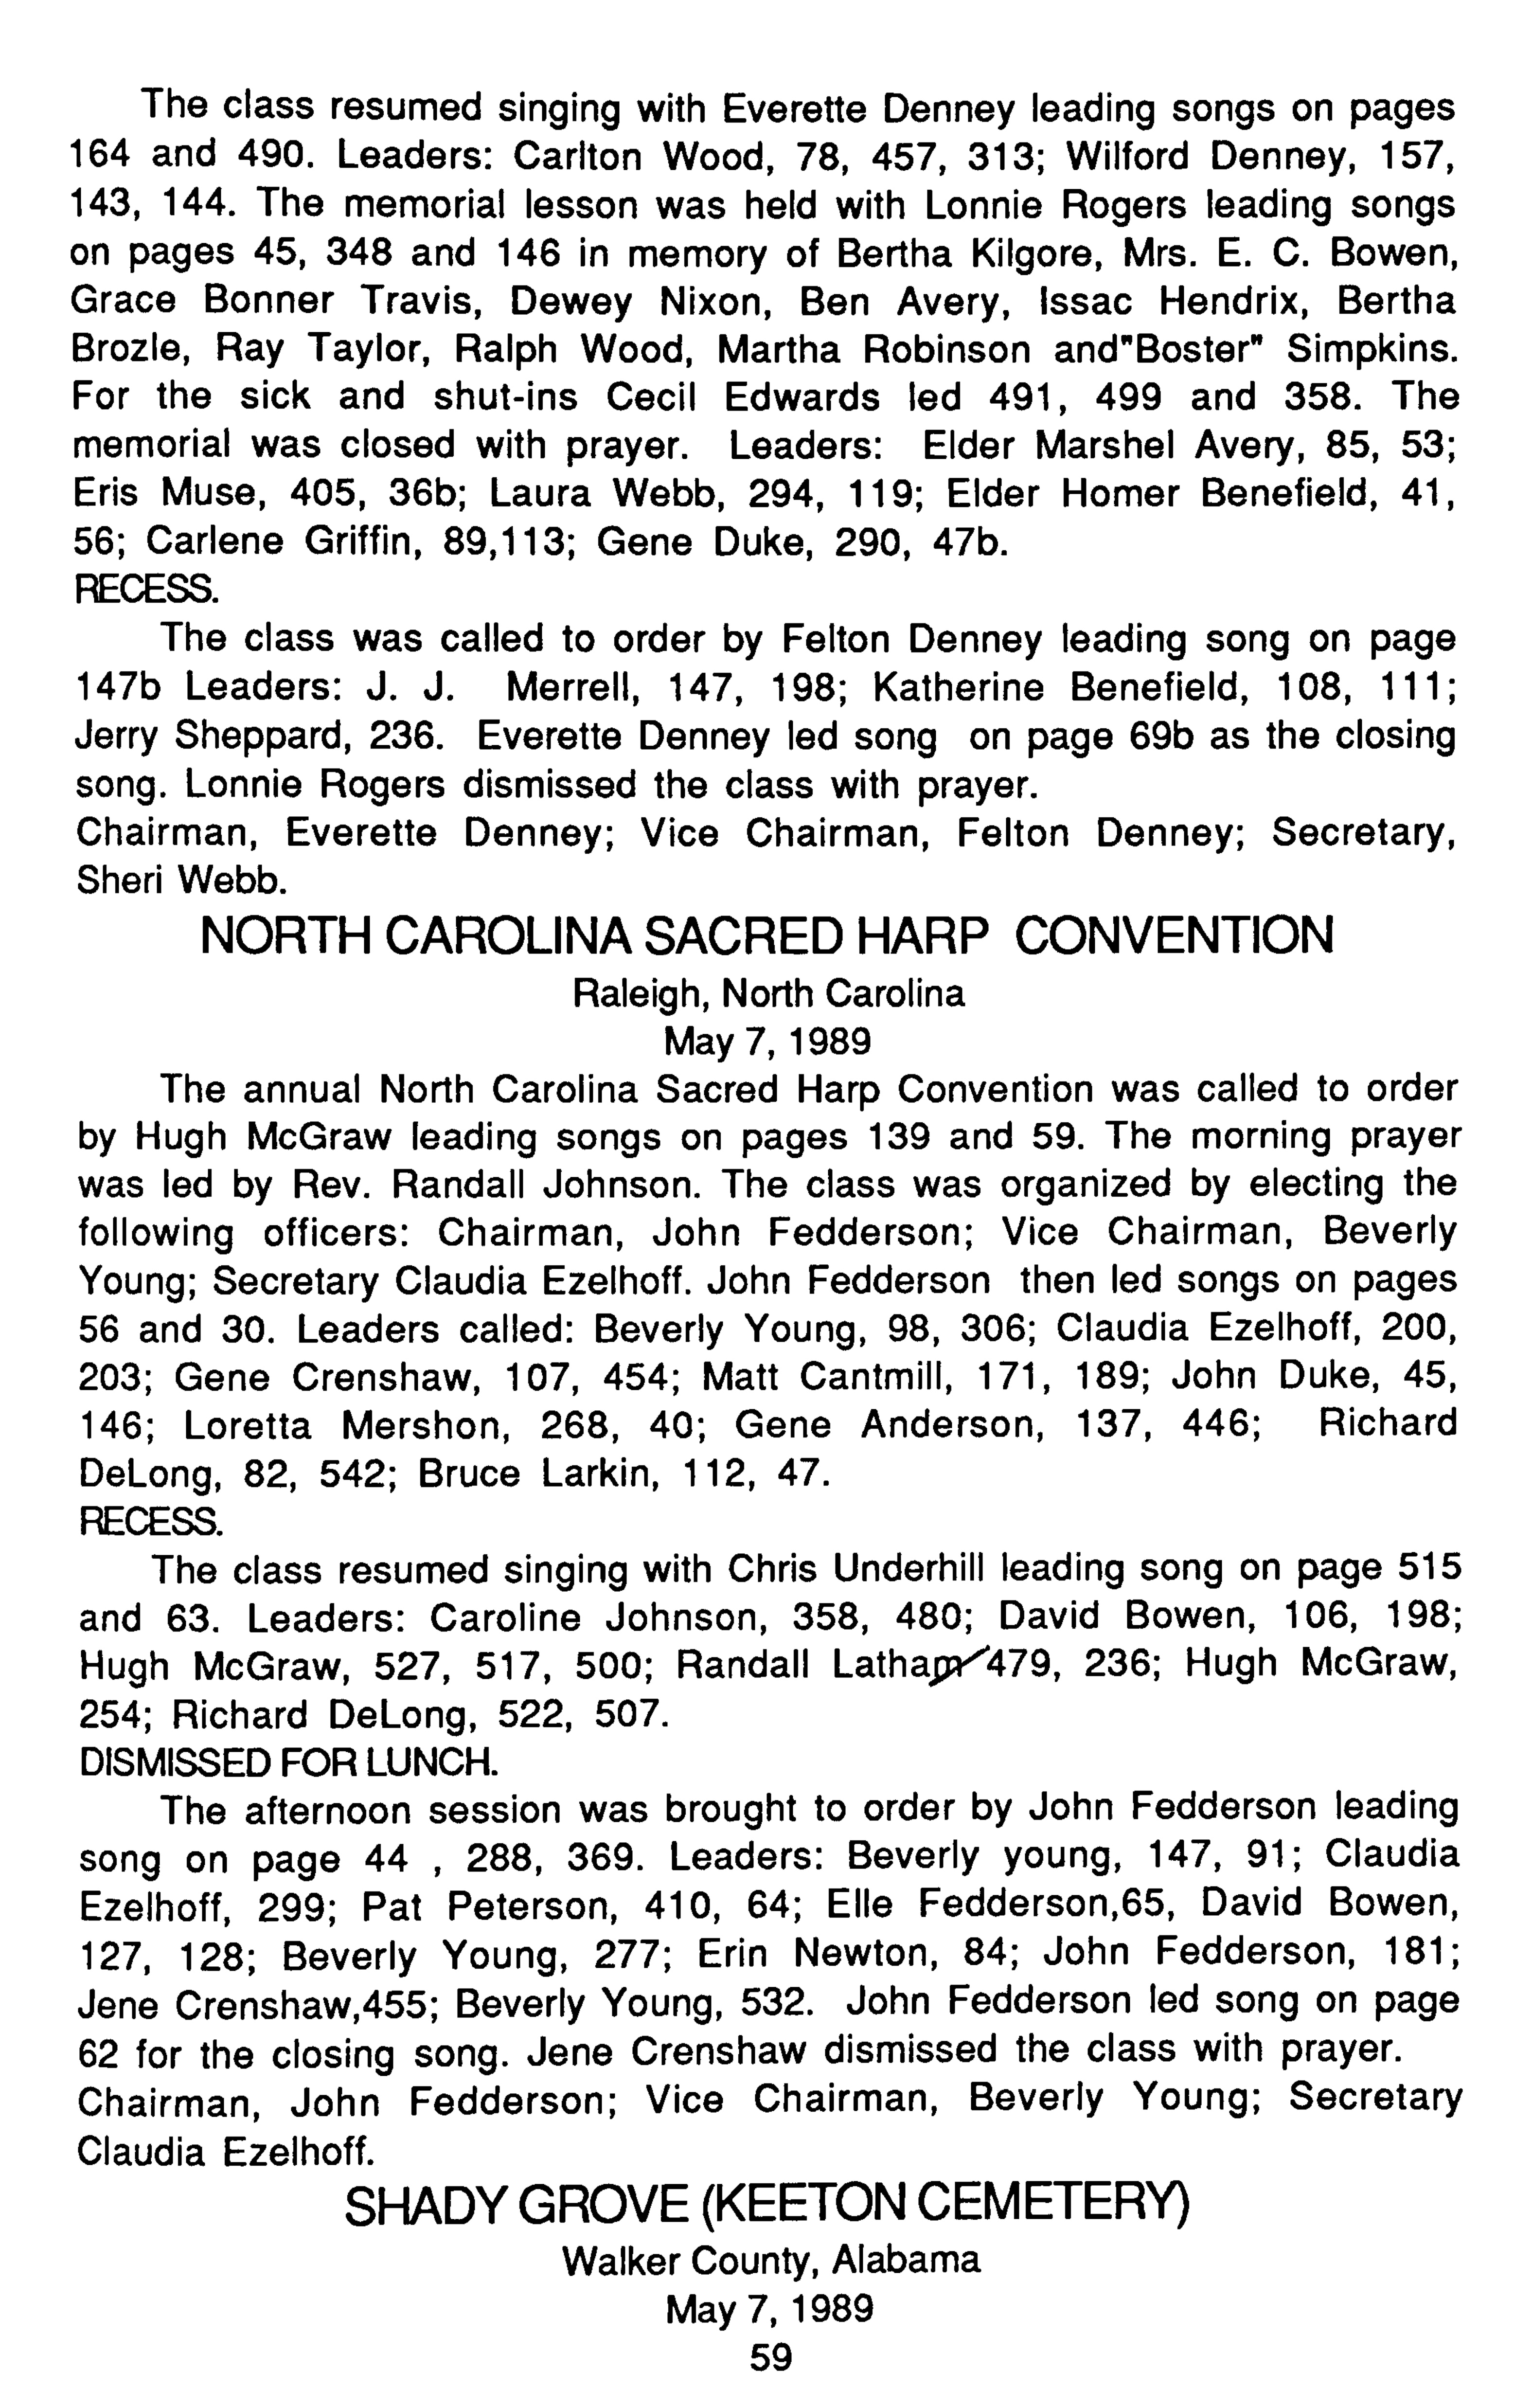 The class resumed singing with Everette Denney leading songs on pages
164 and 490. Leaders: Carlton Wood, 78, 457, 313; Wilford Denney, 157,
143, 144. The memorial lesson was held with Lonnie Rogers leading songs
on pages 45, 348 and 146 in memory of Bertha Kilgore, Mrs. E. C. Bowen,
Grace Bonner Travis, Dewey Nixon, Ben Avery, Issac Hendrix, Bertha
Brozle, Ray Taylor, Ralph Wood, Martha Robinson and"Boster" Simpkins.
For the sick and shut-ins Cecil Edwards led 491, 499 and 358. The
memorial was closed with prayer. Leaders: Elder Marshel Avery, 85, 53;
Eris Muse, 405, 36b; Laura Webb, 294, 119; Elder Homer Benefield, 41,
56; Carlene Griffin, 89,113; Gene Duke, 290, 47b.
RECESS.
The class was called to order by Felton Denney leading song on page
147b Leaders: J. J. Merrell, 147, 198; Katherine Benefield, 108, 111;
Jerry Sheppard, 236. Everette Denney led song on page 69b as the closing
song. Lonnie Rogers dismissed the class with prayer.
Chairman, Everette Denney; Vice Chairman, Felton Denney; Secretary,
Sheri Webb.
NORTH CAROLINA SACRED HARP CONVENTION
Raleigh, North Carolina
May 7, 1989
The annual North Carolina Sacred Harp Convention was called to order
by Hugh McGraw leading songs on pages 139 and 59. The morning prayer
was led by Rev. Randall Johnson. The class was organized by electing the
following officers: Chairman, John Fedderson; Vice Chairman, Beverly
Young; Secretary Claudia Ezelhoff. John Fedderson then led songs on pages
56 and 30. Leaders called: Beverly Young, 98, 306; Claudia Ezelhoff, 200,
203; Gene Crenshaw, 107, 454; Matt Cantmill, 171, 189; John Duke, 45,
146; Loretta Mershon, 268, 40; Gene Anderson, 137, 446; Richard
DeLong, 82, 542; Bruce Larkin, 112, 47.
RECESS.
The class resumed singing with Chris Underhill leading song on page 515
and 63. Leaders: Caroline Johnson, 358, 480; David Bowen, 106, 198;
Hugh McGraw, 527, 517, 500; Randall 479, 236; Hugh McGraw,
254; Richard DeLong, 522, 507.
DISMISSED FOR LUNCH.
The afternoon session was brought to order by John Fedderson leading
song on page 44 , 288, 369. Leaders: Beverly young, 147, 91; Claudia
Ezelhoff, 299; Pat Peterson, 410, 64; Elle Fedderson,65, David Bowen,
127, 128; Beverly Young, 277; Erin Newton, 84; John Fedderson, 181;
Jene Crenshaw,455; Beverly Young, 532. John Fedderson led song on page
62 for the closing song. Jene Crenshaw dismissed the class with prayer.
Chairman, John Fedderson; Vice Chairman, Beverly Young; Secretary
Claudia Ezelhoff.
SHADY GROVE (KEETON CEMETERY)
Walker County, Alabama
May 7, 1989
59